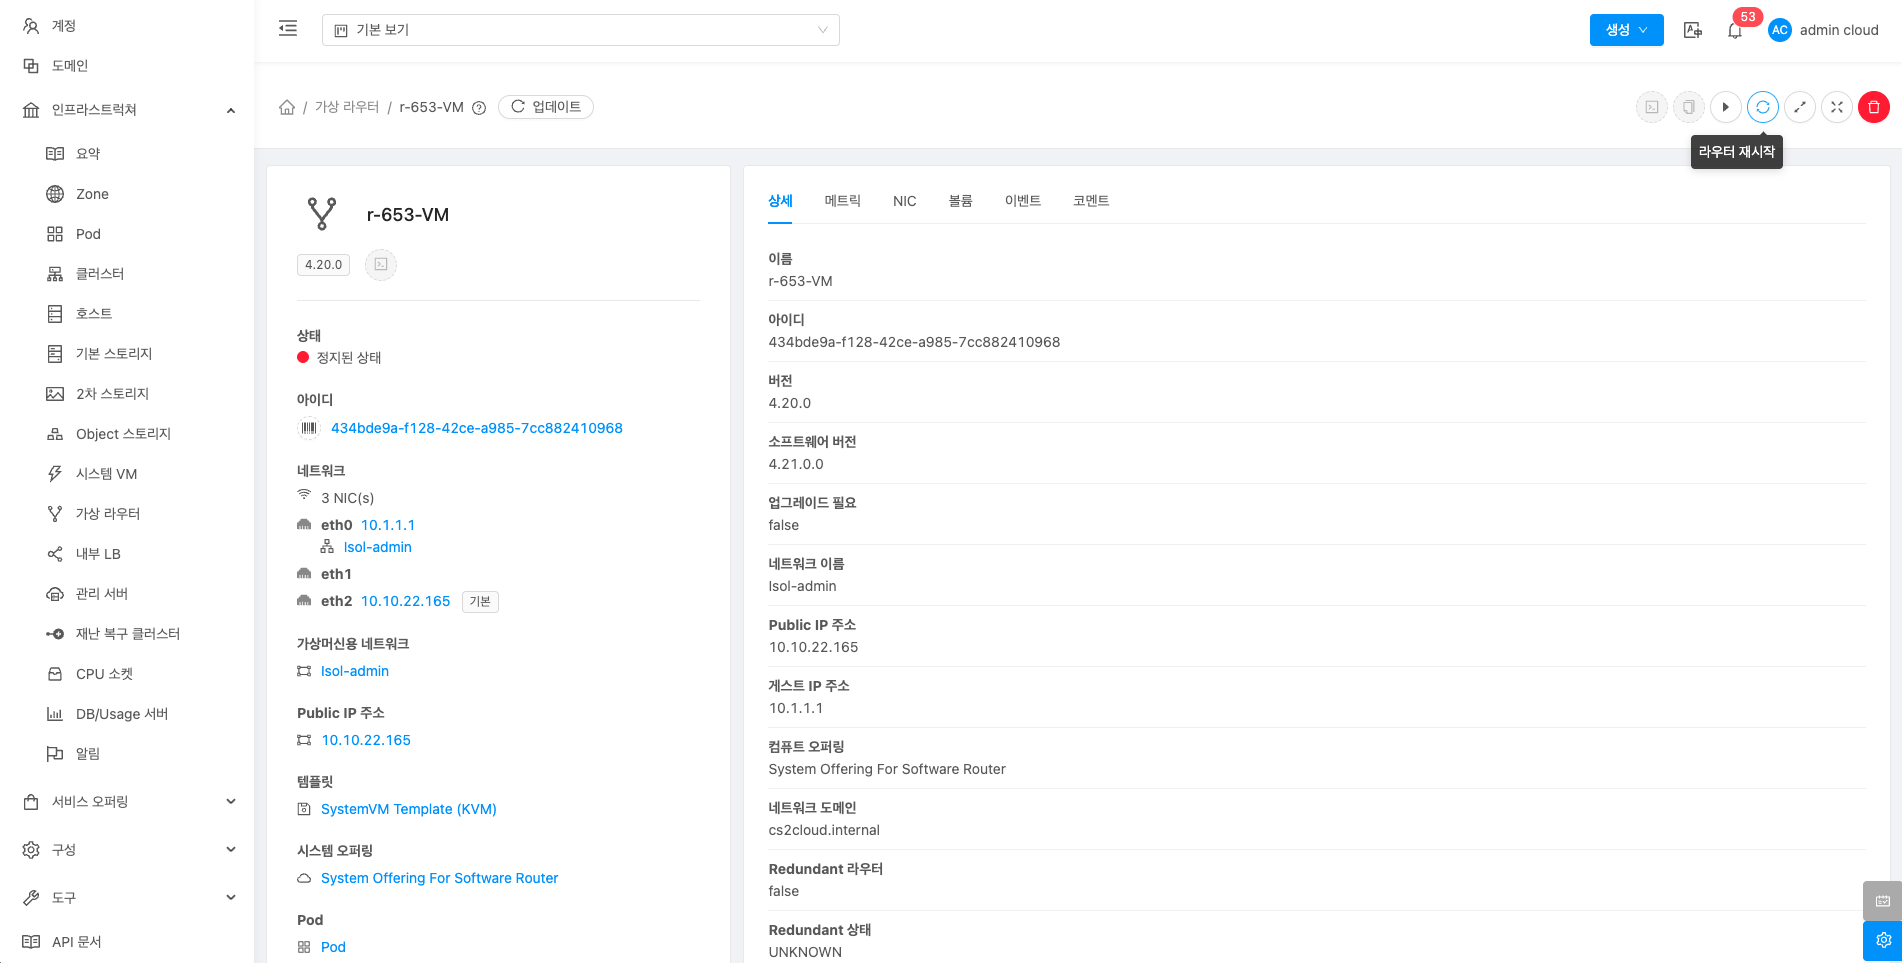 계정
도메인
인프라스트럭쳐
요약
Zone
Pod
클러스터
호스트
기본 스토리지
2차 스토리지
Object 스토리지
시스템 VM
가상 라우터
내부 LB
관리 서버
재난 복구 클러스터
CPU 소켓
DB/Usage 서버
알림
서비스 오퍼링
구성
도구
API 문서
기본 보기
생성
53
AC
admin cloud
/ 가상 라우터 / r-653-VM
업데이트
라우터 재시작
r-653-VM
4.20.0
상태
정지된 상태
아이디
434bde9a-f128-42ce-a985-7cc882410968
네트워크
3 NIC(s)
eth0 10.1.1.1
Isol-admin
eth1
eth2 10.10.22.165 기본
가상머신용 네트워크
Isol-admin
Public IP 주소
10.10.22.165
템플릿
SystemVM Template (KVM)
시스템 오퍼링
System Offering For Software Router
Pod
Pod
상세 메트릭 NIC 볼륨 이벤트 코멘트
이름
r-653-VM
아이디
434bde9a-f128-42ce-a985-7cc882410968
버전
4.20.0
소프트웨어 버전
4.21.0.0
업그레이드 필요
false
네트워크 이름
Isol-admin
Public IP 주소
10.10.22.165
게스트 IP 주소
10.1.1.1
컴퓨트 오퍼링
System Offering For Software Router
네트워크 도메인
cs2cloud.internal
Redundant 라우터
false
Redundant 상태
UNKNOWN